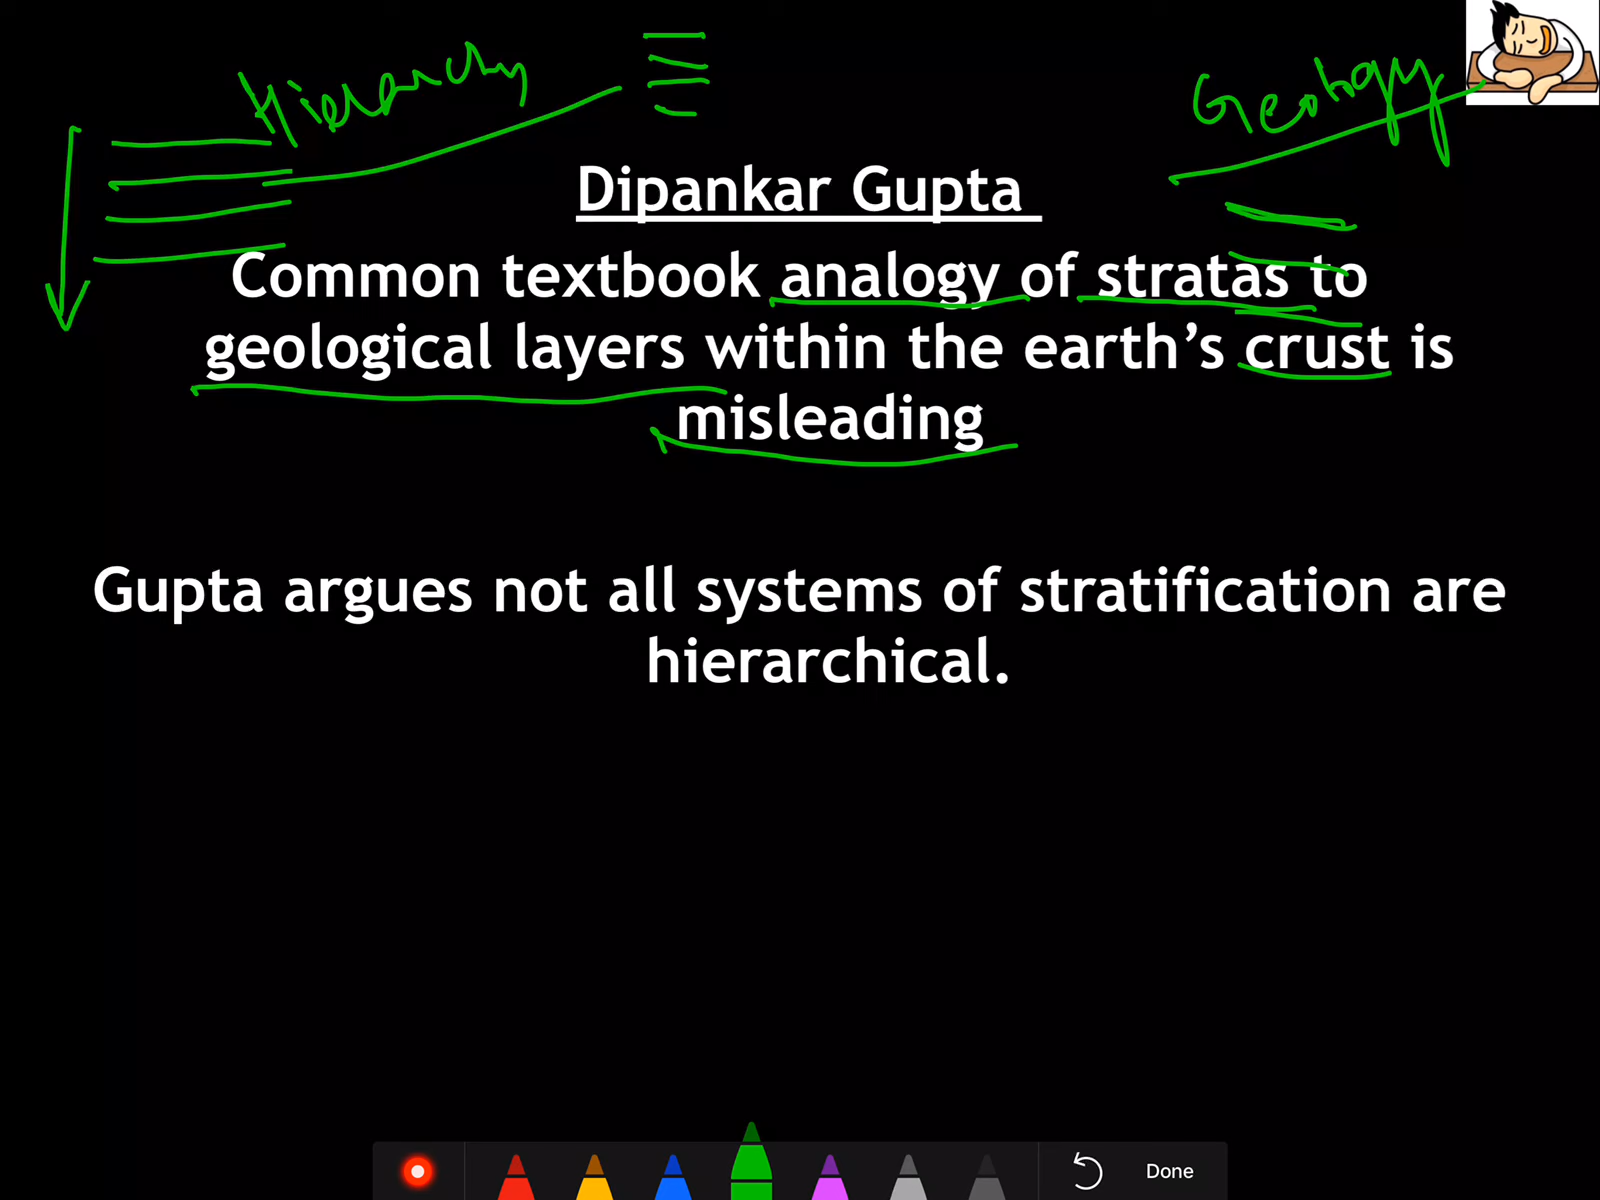 Hierarchy
Geology
Dipankar Gupta
Common textbook analogy of stratas to
geological layers within the earth’s crust is
misleading
Gupta argues not all systems of stratification are
hierarchical.
Done